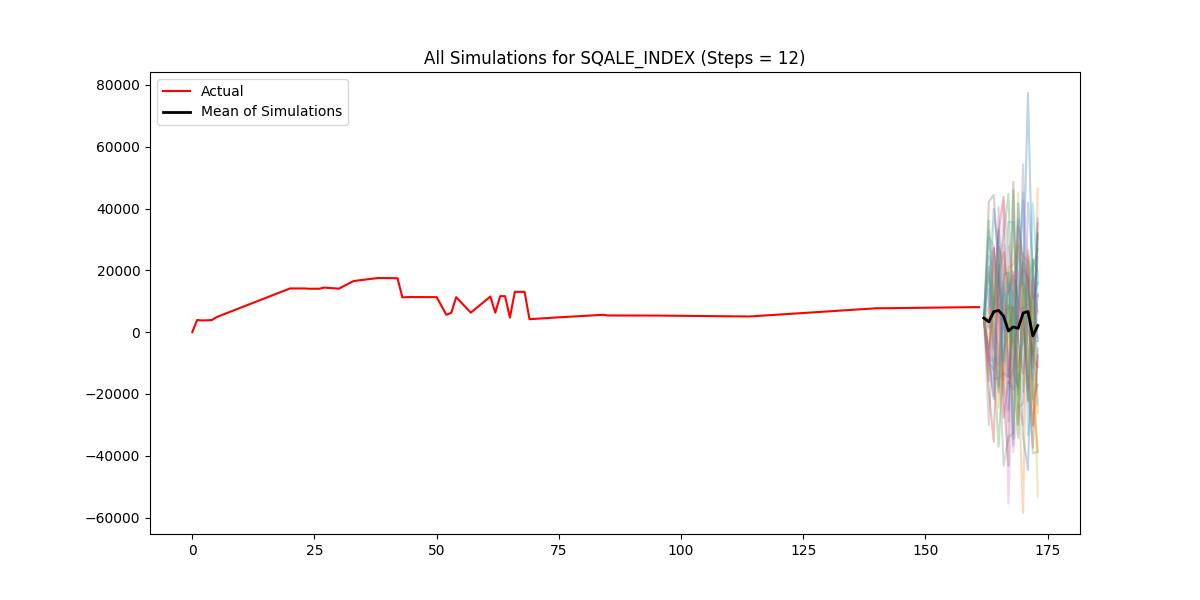 All Simulations for SQALE_INDEX (Steps = 12)
Actual
Mean of Simulations
80000
60000
40000
20000
0
−20000
−40000
−60000
0 25 50 75 100 125 150 175